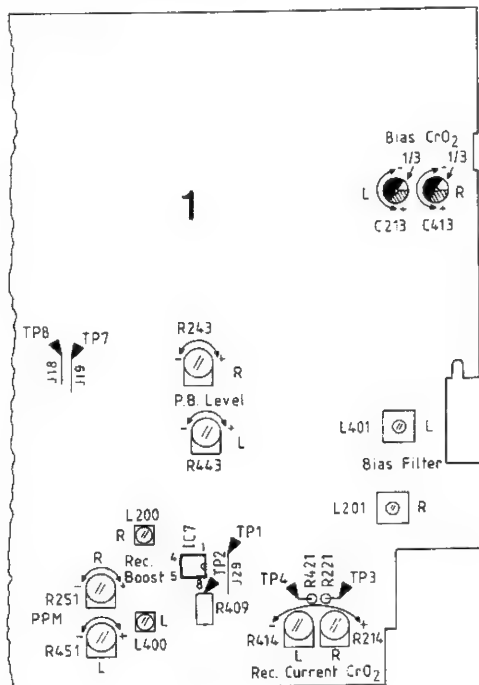 Bias CrO₂
1/3 1/3
L R
C213 C413
1
TP8 TP7
J18 J19
R243
- +
R
P.B. Level
- +
L
R443
L401 L
Bias Filter
L201 R
L200
R
IC7
1
4
5
8
TP1
TP2
J29
R409
Rec.
Boost
R
- +
R251
PPM
- +
R451
L
L
L400
R421 R221
TP4 TP3
- +
R414 R214
L R
Rec. Current CrO₂